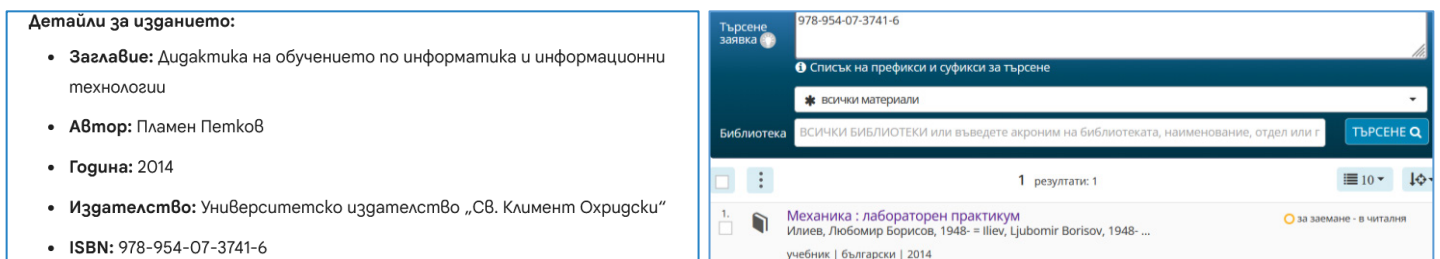 Детайли за изданието:
• Заглавие: Дидактика на обучението по информатика и информационни
технологии
• Автор: Пламен Петков
• Година: 2014
• Издателство: Университетско издателство „Св. Климент Охридски“
• ISBN: 978-954-07-3741-6
Търсене
заявка
978-954-07-3741-6
Списък на префикси и суфикси за търсене
всички материали
Библиотека
ВСИЧКИ БИБЛИОТЕКИ или въведете акроним на библиотеката, наименование, отдел или г
ТЪРСЕНЕ
1 резултати: 1
10
1.
Механика : лабораторен практикум
Илиев, Любомир Борисов, 1948- = Iliev, Ljubomir Borisov, 1948- ...
учебник | български | 2014
за заемане - в читалня